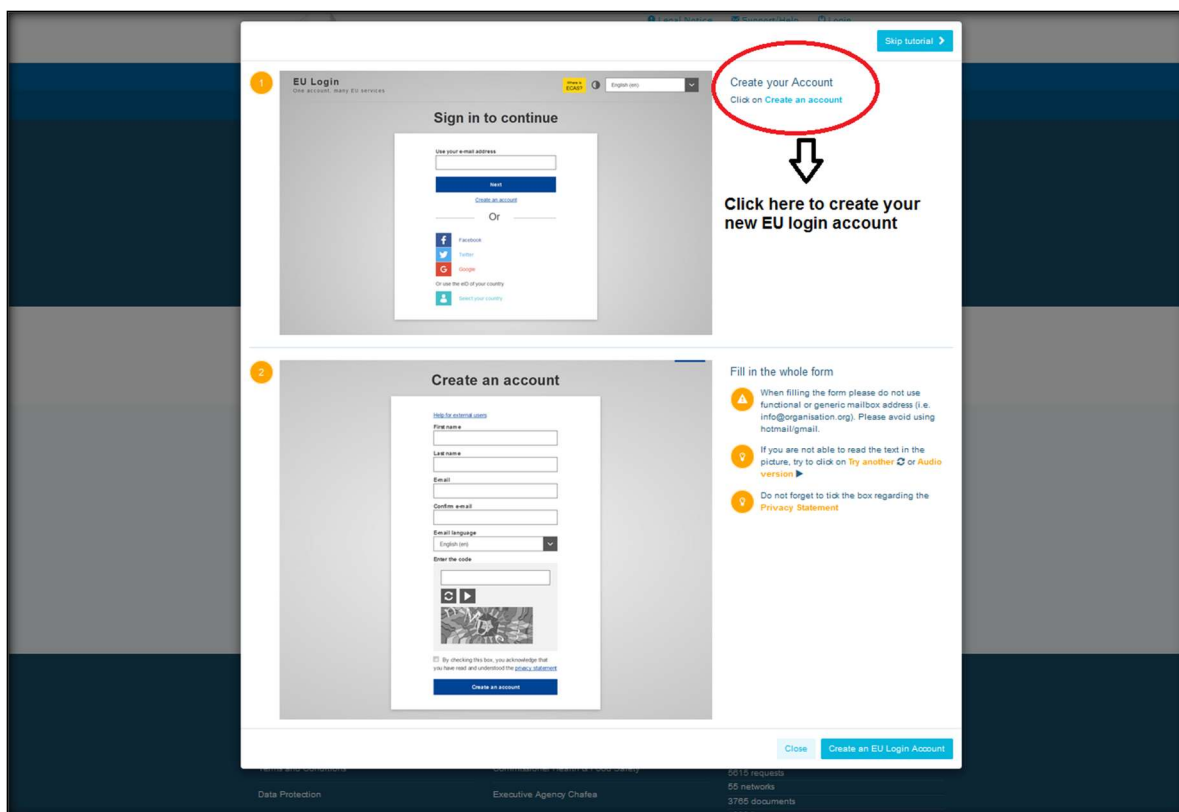 Legal Notice Support/Help Login
Skip tutorial
1
EU Login
One account, many EU services
Where is
ECAS?
English (en)
Sign in to continue
Use your e-mail address
Next
Create an account
Or
Facebook
Twitter
Google
Or use the eID of your country
Select your country
Create your Account
Click on Create an account
Click here to create your
new EU login account
2
Create an account
Help for external users
First name
Last name
E-mail
Confirm e-mail
E-mail language
English (en)
Enter the code
By checking this box, you acknowledge that
you have read and understood the privacy statement
Create an account
Fill in the whole form
When filling the form please do not use
functional or generic mailbox address (i.e.
info@organisation.org). Please avoid using
hotmail/gmail.
If you are not able to read the text in the
picture, try to click on Try another or Audio
version
Do not forget to tick the box regarding the
Privacy Statement
Close
Create an EU Login Account
Terms and Conditions
Health & Food Safety
5615 requests
55 networks
Data Protection
Executive Agency Chafea
3765 documents